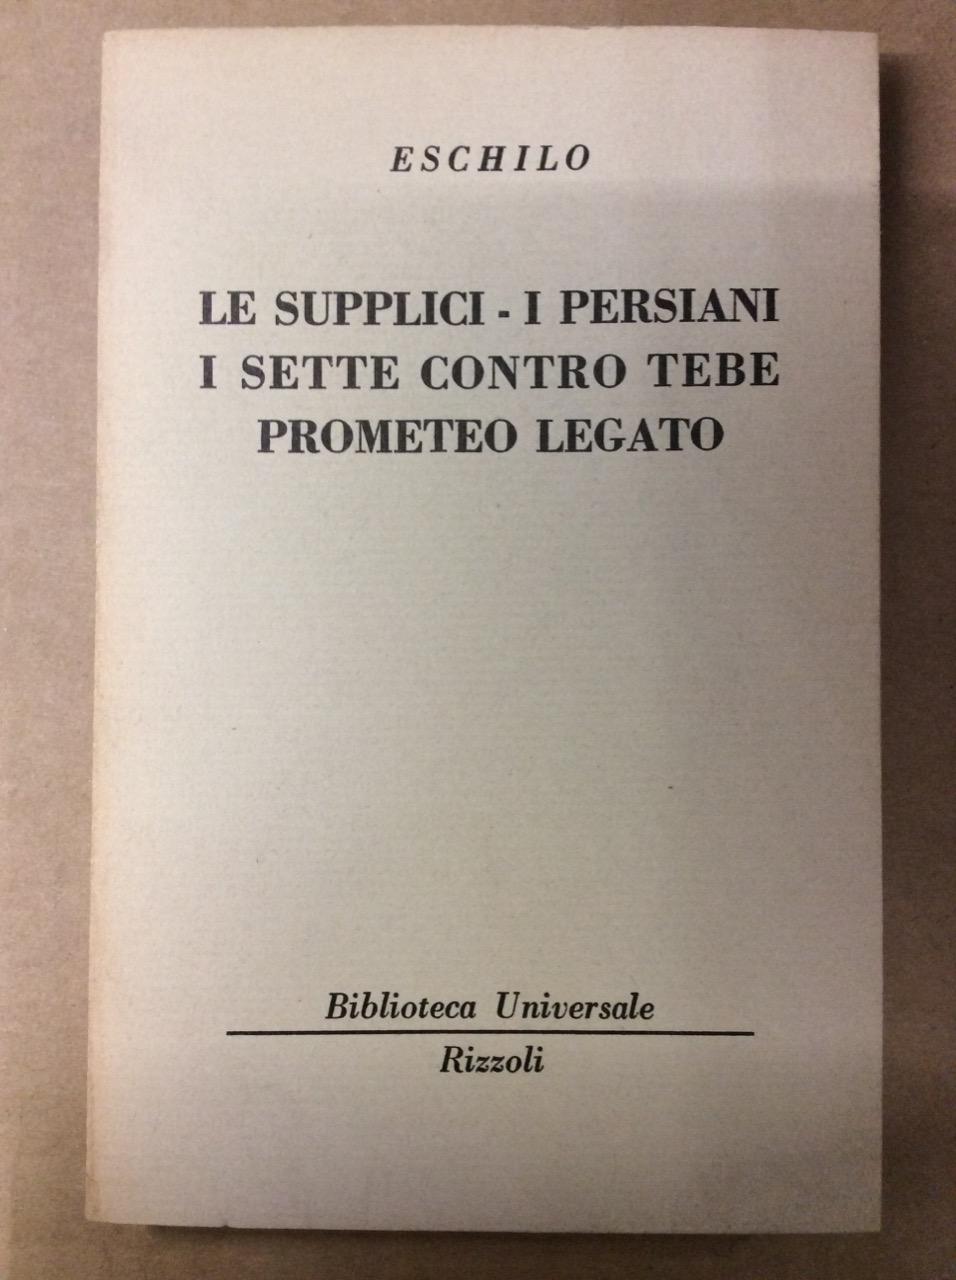 ESCHILO
LE SUPPLICI - I PERSIANI
I SETTE CONTRO TEBE
PROMETEO LEGATO
Biblioteca Universale
Rizzoli